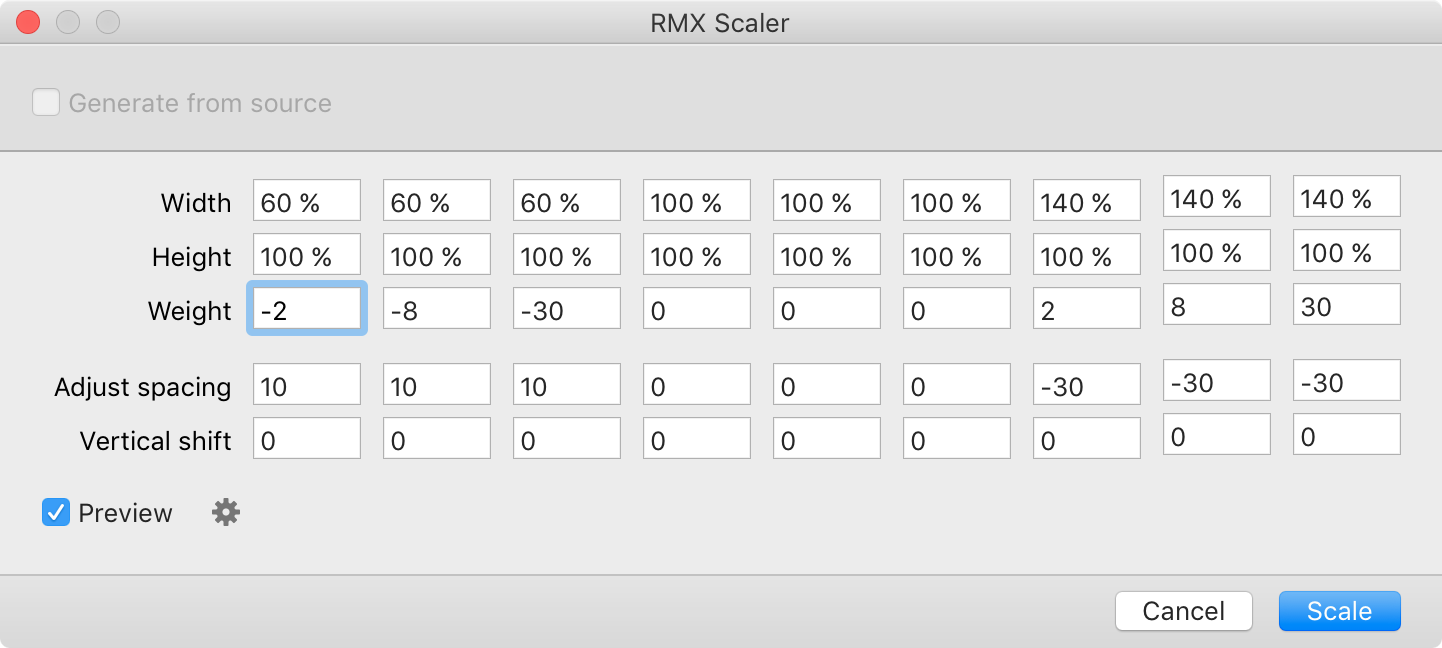 RMX Scaler
Generate from source
Width 60 % 60 % 60 % 100 % 100 % 100 % 140 % 140 % 140 %
Height 100 % 100 % 100 % 100 % 100 % 100 % 100 % 100 % 100 %
Weight -2 -8 -30 0 0 0 2 8 30
Adjust spacing 10 10 10 0 0 0 -30 -30 -30
Vertical shift 0 0 0 0 0 0 0 0 0
Preview
Cancel Scale